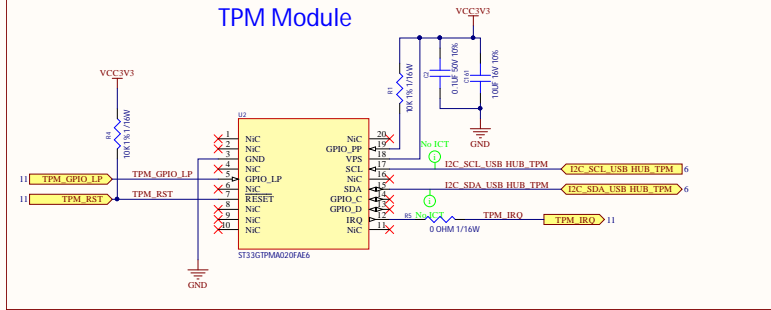 TPM Module
VCC3V3
VCC3V3
R4
10K 1% 1/16W
R1
10K 1% 1/16W
C2
0.1UF 50V 10%
C161
10UF 16V 10%
GND
U2
1 NiC
2 NiC
3 GND
4 NiC
5 GPIO_LP
6 NiC
7 RESET
8 NiC
9 NiC
10 NiC
NiC 20
GPIO_PP 19
VPS 18
SCL 17
NiC 16
SDA 15
GPIO_C 14
GPIO_D 13
IRQ 12
NiC 11
ST33GTPMA020FAE6
11 TPM_GPIO_LP TPM_GPIO_LP
11 TPM_RST TPM_RST
GND
No ICT
i
I2C_SCL_USB HUB_TPM I2C_SCL_USB HUB_TPM 6
I2C_SDA_USB HUB_TPM I2C_SDA_USB HUB_TPM 6
i
No ICT
R5
0 OHM 1/16W
TPM_IRQ TPM_IRQ 11